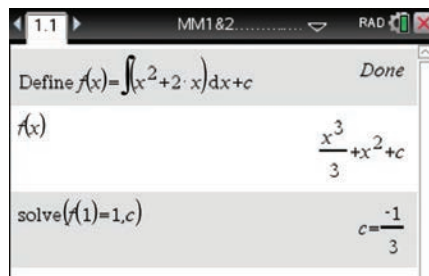 1.1 MM1&2............. RAD
Define f(x)=∫(x²+2·x)dx+c Done
f(x) x³/3+x²+c
solve(f(1)=1,c) c=-1/3